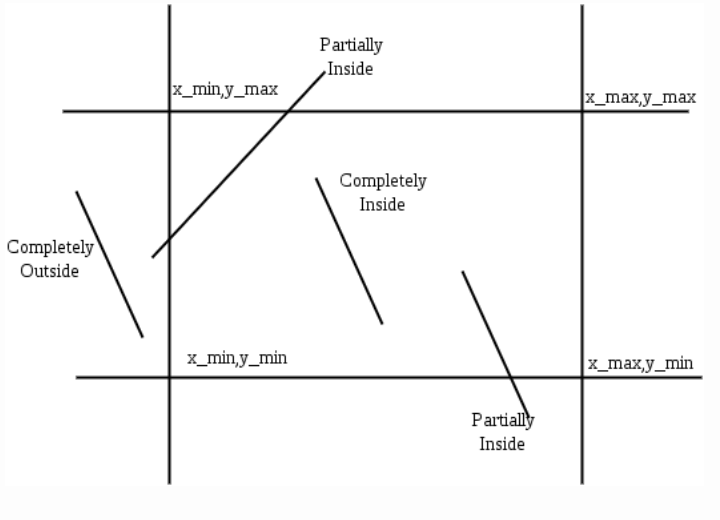 Partially
Inside
x_min,y_max
x_max,y_max
Completely
Inside
Completely
Outside
x_min,y_min
x_max,y_min
Partially
Inside